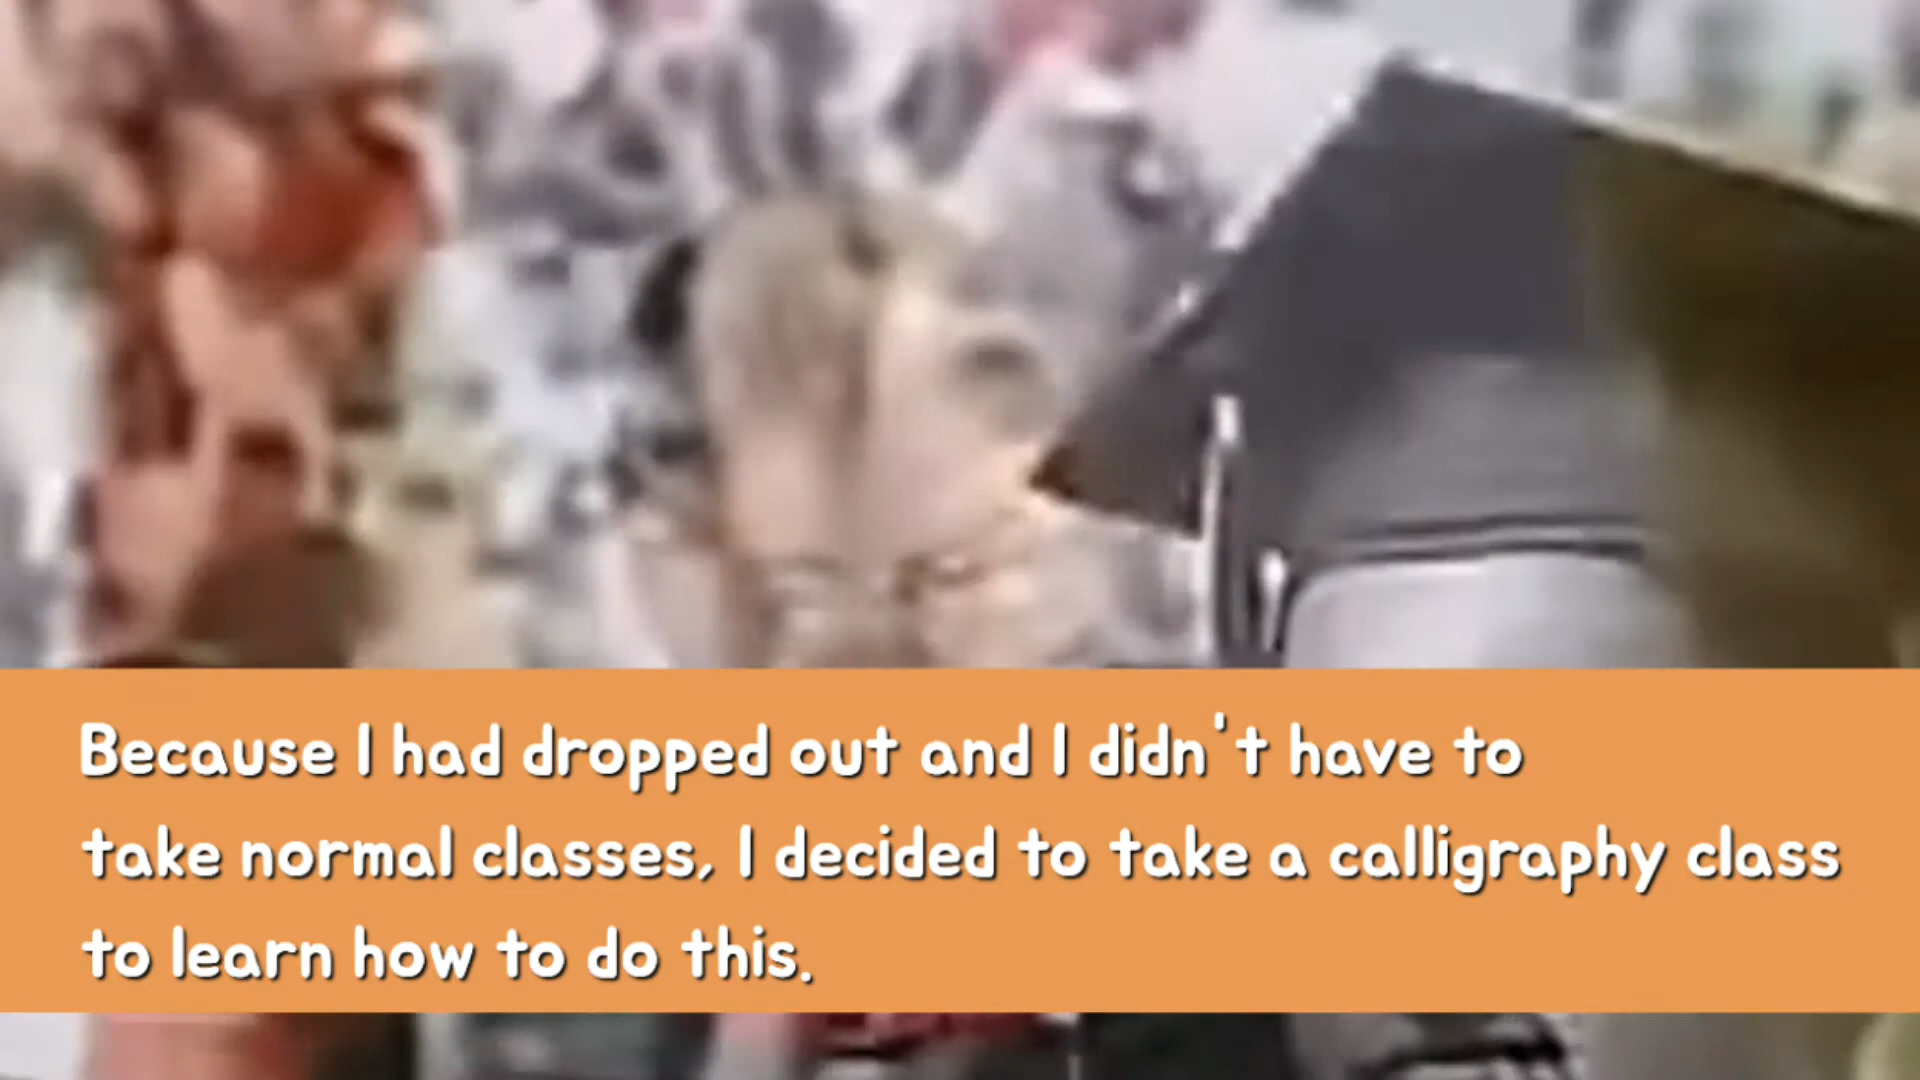 Because I had dropped out and I didn't have to
take normal classes, I decided to take a calligraphy class
to learn how to do this.